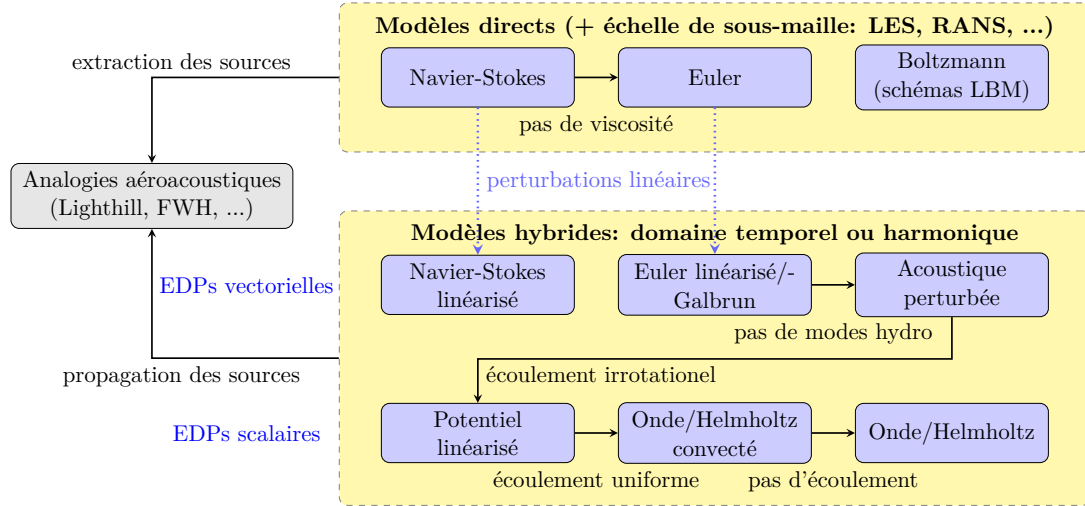 Modèles directs (+ échelle de sous-maille: LES, RANS, ...)
extraction des sources
Navier-Stokes
Euler
Boltzmann
(schémas LBM)
pas de viscosité
Analogies aéroacoustiques
(Lighthill, FWH, ...)
perturbations linéaires
Modèles hybrides: domaine temporel ou harmonique
EDPs vectorielles
Navier-Stokes
linéarisé
Euler linéarisé/-
Galbrun
Acoustique
perturbée
pas de modes hydro
propagation des sources
écoulement irrotationel
EDPs scalaires
Potentiel
linéarisé
Onde/Helmholtz
convecté
Onde/Helmholtz
écoulement uniforme
pas d'écoulement